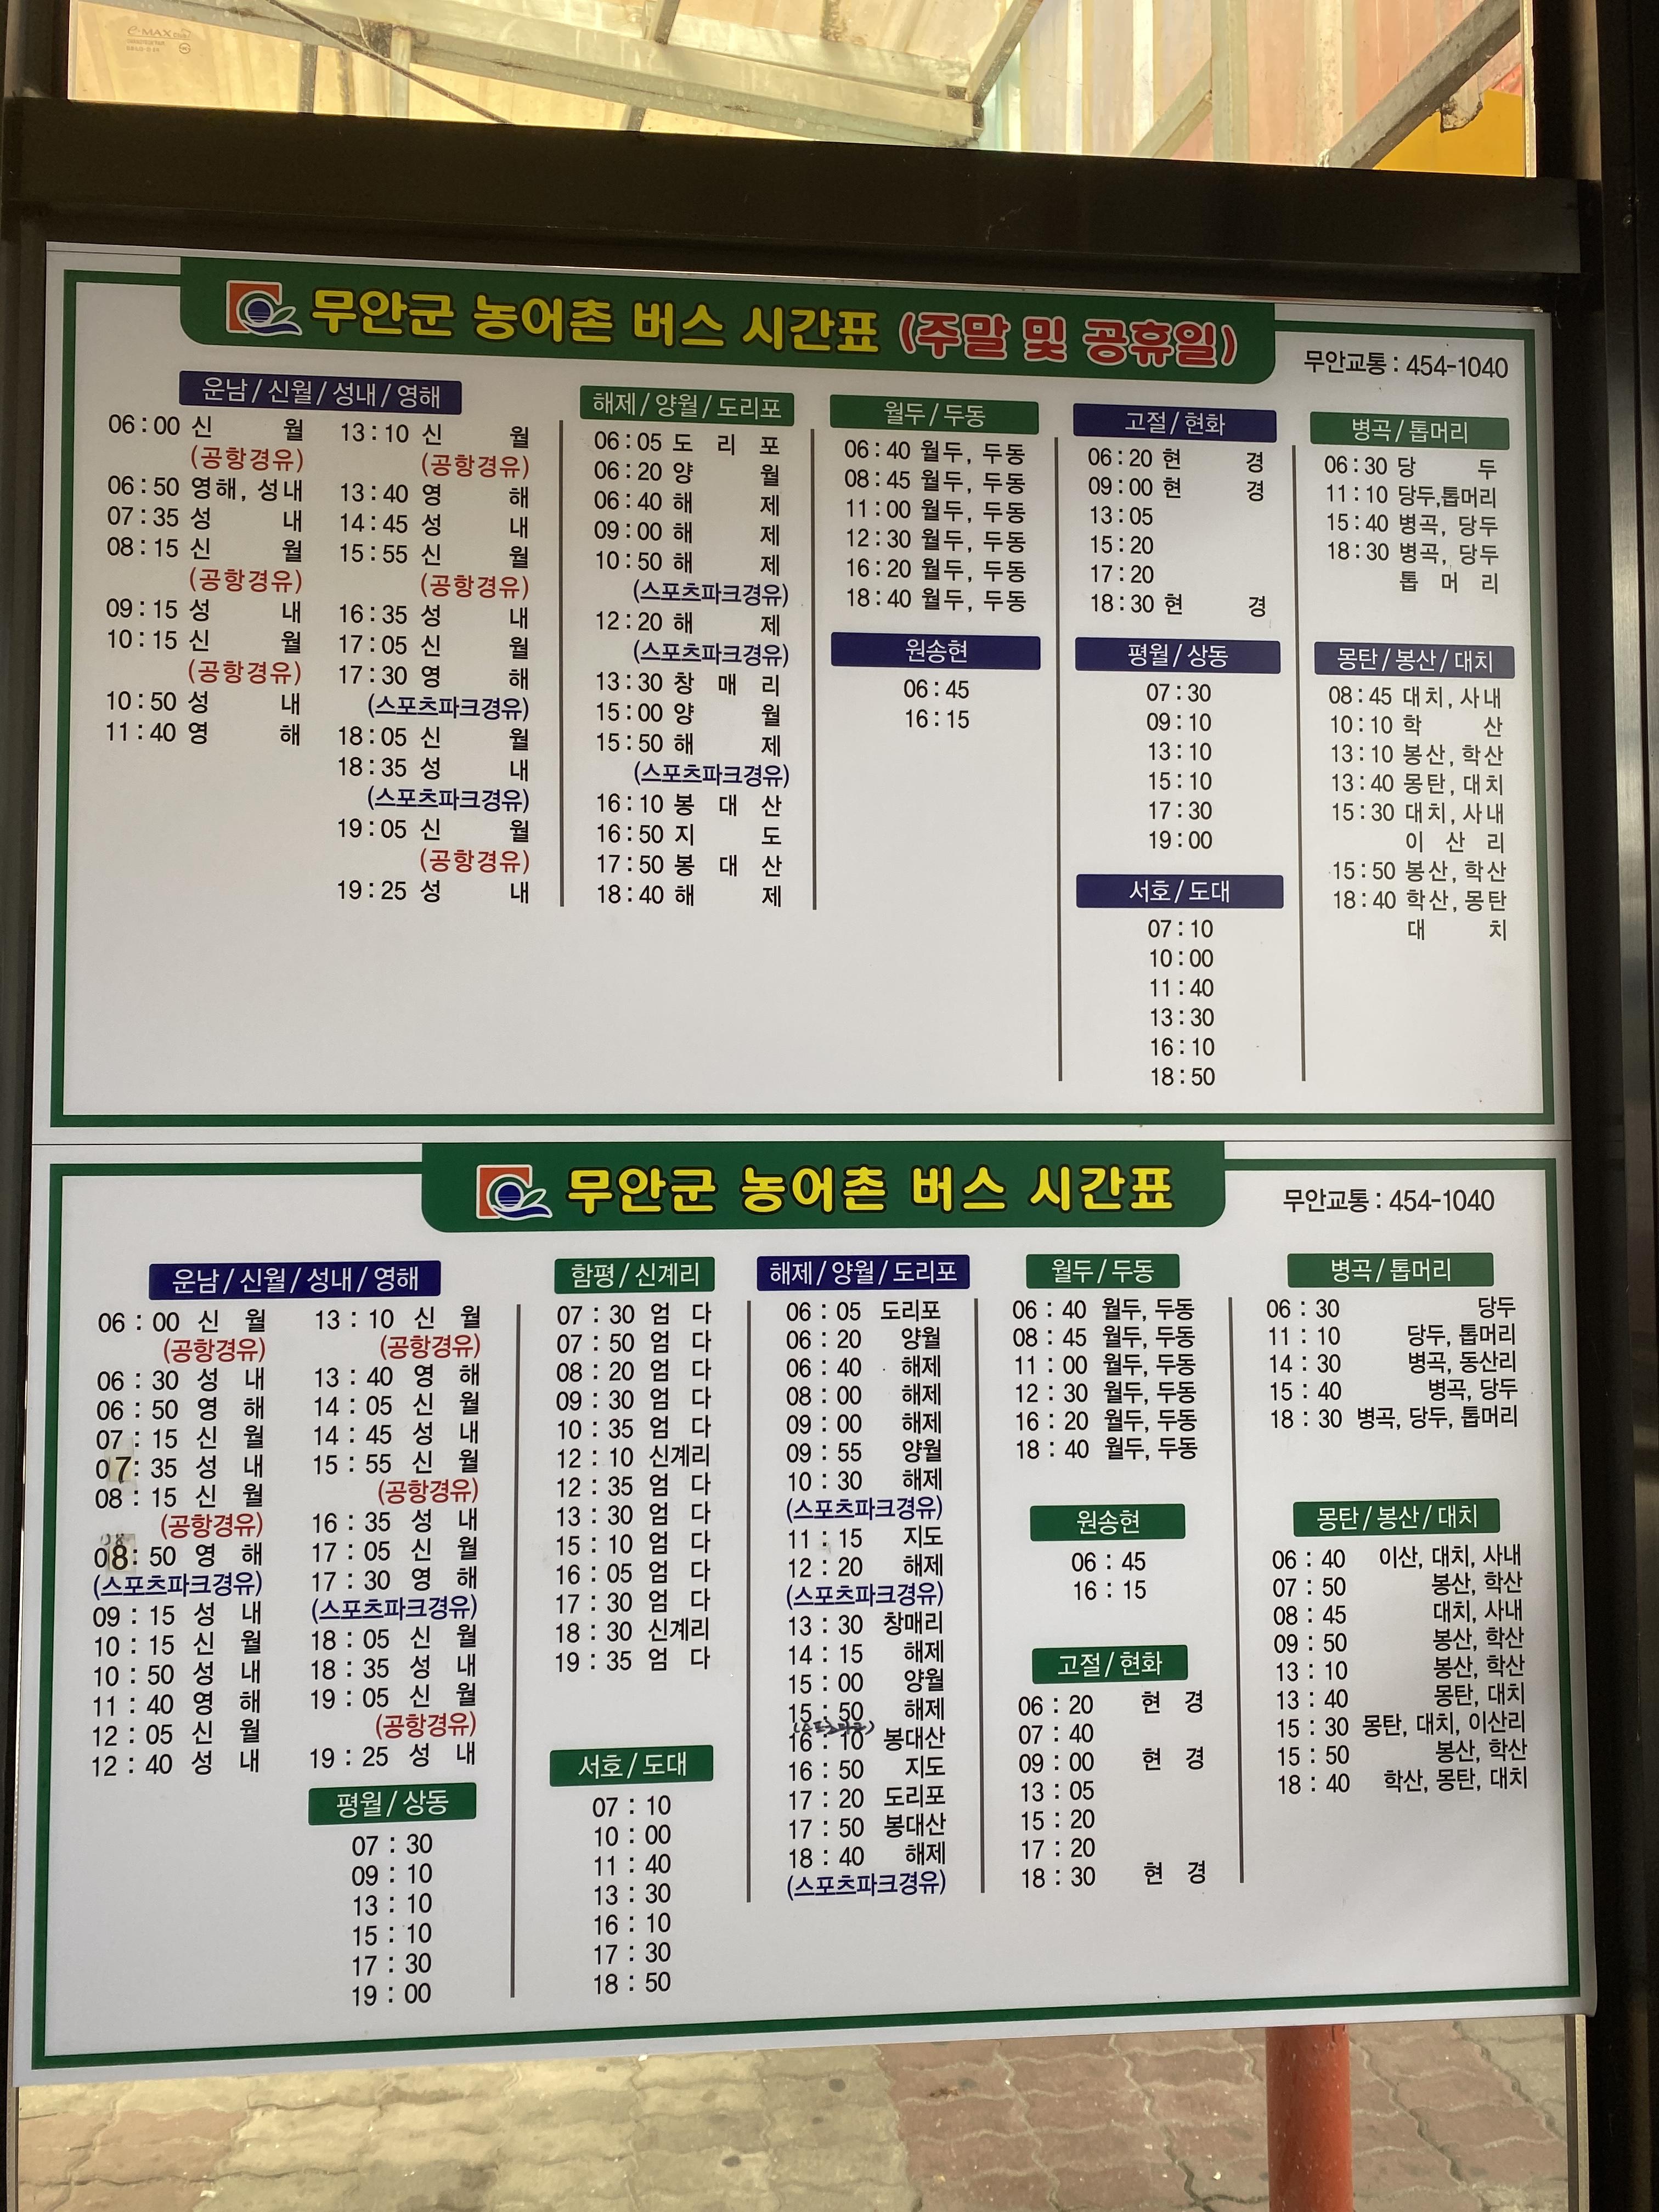 e-MAX
무안군 농어촌 버스 시간표 (주말 및 공휴일)
무안교통 : 454-1040
운남 / 신월 / 성내 / 영해
06 : 00 신 월
(공항경유)
06 : 50 영해, 성내
07 : 35 성 내
08 : 15 신 월
(공항경유)
09 : 15 성 내
10 : 15 신 월
(공항경유)
10 : 50 성 내
11 : 40 영 해
13 : 10 신 월
(공항경유)
13 : 40 영 해
14 : 45 성 내
15 : 55 신 월
(공항경유)
16 : 35 성 내
17 : 05 신 월
17 : 30 영 해
(스포츠파크경유)
18 : 05 신 월
18 : 35 성 내
(스포츠파크경유)
19 : 05 신 월
(공항경유)
19 : 25 성 내
해제 / 양월 / 도리포
06 : 05 도 리 포
06 : 20 양 월
06 : 40 해 제
09 : 00 해 제
10 : 50 해 제
(스포츠파크경유)
12 : 20 해 제
(스포츠파크경유)
13 : 30 창 매 리
15 : 00 양 월
15 : 50 해 제
(스포츠파크경유)
16 : 10 봉 대 산
16 : 50 지 도
17 : 50 봉 대 산
18 : 40 해 제
월두 / 두동
06 : 40 월두, 두동
08 : 45 월두, 두동
11 : 00 월두, 두동
12 : 30 월두, 두동
16 : 20 월두, 두동
18 : 40 월두, 두동
원송현
06 : 45
16 : 15
고절 / 현화
06 : 20 현 경
09 : 00 현 경
13 : 05
15 : 20
17 : 20
18 : 30 현 경
평월 / 상동
07 : 30
09 : 10
13 : 10
15 : 10
17 : 30
19 : 00
서호 / 도대
07 : 10
10 : 00
11 : 40
13 : 30
16 : 10
18 : 50
병곡 / 톱머리
06 : 30 당 두
11 : 10 당두,톱머리
15 : 40 병곡, 당두
18 : 30 병곡, 당두
톱 머 리
몽탄 / 봉산 / 대치
08 : 45 대치, 사내
10 : 10 학 산
13 : 10 봉산, 학산
13 : 40 몽탄, 대치
15 : 30 대치, 사내
이 산 리
15 : 50 봉산, 학산
18 : 40 학산, 몽탄
대 치
무안군 농어촌 버스 시간표
무안교통 : 454-1040
운남 / 신월 / 성내 / 영해
06 : 00 신 월
(공항경유)
06 : 30 성 내
06 : 50 영 해
07 : 15 신 월
07 : 35 성 내
08 : 15 신 월
(공항경유)
08 : 50 영 해
(스포츠파크경유)
09 : 15 성 내
10 : 15 신 월
10 : 50 성 내
11 : 40 영 해
12 : 05 신 월
12 : 40 성 내
13 : 10 신 월
(공항경유)
13 : 40 영 해
14 : 05 신 월
14 : 45 성 내
15 : 55 신 월
(공항경유)
16 : 35 성 내
17 : 05 신 월
17 : 30 영 해
(스포츠파크경유)
18 : 05 신 월
18 : 35 성 내
19 : 05 신 월
(공항경유)
19 : 25 성 내
평월 / 상동
07 : 30
09 : 10
13 : 10
15 : 10
17 : 30
19 : 00
함평 / 신계리
07 : 30 엄 다
07 : 50 엄 다
08 : 20 엄 다
09 : 30 엄 다
10 : 35 엄 다
12 : 10 신계리
12 : 35 엄 다
13 : 30 엄 다
15 : 10 엄 다
16 : 05 엄 다
17 : 30 엄 다
18 : 30 신계리
19 : 35 엄 다
서호 / 도대
07 : 10
10 : 00
11 : 40
13 : 30
16 : 10
17 : 30
18 : 50
해제 / 양월 / 도리포
06 : 05 도리포
06 : 20 양월
06 : 40 해제
08 : 00 해제
09 : 00 해제
09 : 55 양월
10 : 30 해제
(스포츠파크경유)
11 : 15 지도
12 : 20 해제
(스포츠파크경유)
13 : 30 창매리
14 : 15 해제
15 : 00 양월
15 : 50 해제
16 : 10 봉대산
16 : 50 지도
17 : 20 도리포
17 : 50 봉대산
18 : 40 해제
(스포츠파크경유)
월두 / 두동
06 : 40 월두, 두동
08 : 45 월두, 두동
11 : 00 월두, 두동
12 : 30 월두, 두동
16 : 20 월두, 두동
18 : 40 월두, 두동
원송현
06 : 45
16 : 15
고절 / 현화
06 : 20 현 경
07 : 40
09 : 00 현 경
13 : 05
15 : 20
17 : 20
18 : 30 현 경
병곡 / 톱머리
06 : 30 당두
11 : 10 당두, 톱머리
14 : 30 병곡, 동산리
15 : 40 병곡, 당두
18 : 30 병곡, 당두, 톱머리
몽탄 / 봉산 / 대치
06 : 40 이산, 대치, 사내
07 : 50 봉산, 학산
08 : 45 대치, 사내
09 : 50 봉산, 학산
13 : 10 봉산, 학산
13 : 40 몽탄, 대치
15 : 30 몽탄, 대치, 이산리
15 : 50 봉산, 학산
18 : 40 학산, 몽탄, 대치